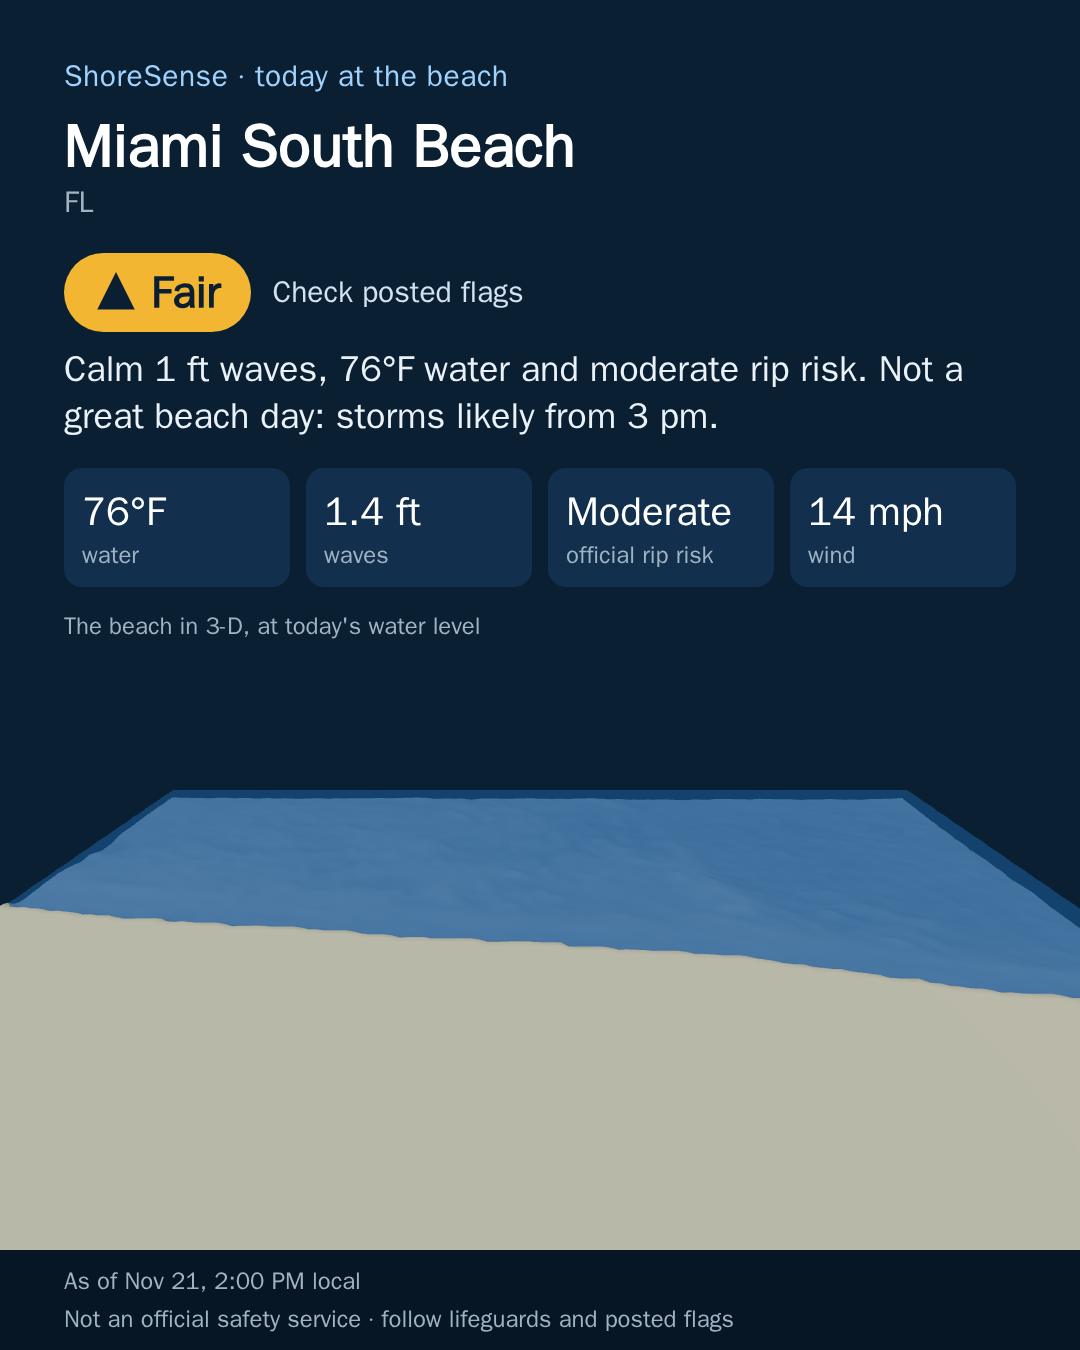 ShoreSense · today at the beach
Miami South Beach
FL
Fair
Check posted flags
Calm 1 ft waves, 76°F water and moderate rip risk. Not a
great beach day: storms likely from 3 pm.
76°F
water
1.4 ft
waves
Moderate
official rip risk
14 mph
wind
The beach in 3-D, at today's water level
As of Nov 21, 2:00 PM local
Not an official safety service · follow lifeguards and posted flags